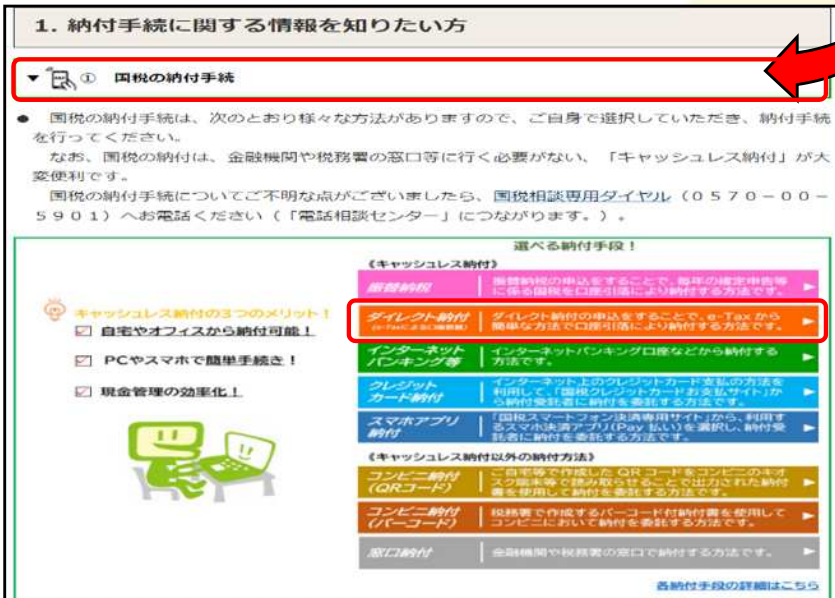 1. 納付手続に関する情報を知りたい方
▼ ① 国税の納付手続
● 国税の納付手続は、次のとおり様々な方法がありますので、ご自身で選択していただき、納付手続
を行ってください。
なお、国税の納付は、金融機関や税務署の窓口等に行く必要がない、「キャッシュレス納付」が大
変便利です。
国税の納付手続についてご不明な点がございましたら、国税相談専用ダイヤル(0570-00-
5901)へお電話ください(「電話相談センター」につながります。)。
選べる納付手段!
《キャッシュレス納付》
振替納税
振替納税の申込をすることで、毎年の確定申告等
に係る国税を口座引落により納付する方法です。
キャッシュレス納付の3つのメリット!
☑ 自宅やオフィスから納付可能!
☑ PCやスマホで簡単手続き!
☑ 現金管理の効率化!
ダイレクト納付
(e-Taxによる口座振替)
ダイレクト納付の申込をすることで、e-Taxから
簡単な方法で口座引落により納付する方法です。
インターネット
バンキング等
インターネットバンキング口座などから納付する
方法です。
クレジット
カード納付
インターネット上のクレジットカード支払の方法を
利用して、「国税クレジットカードお支払サイト」か
ら納付受託者に納付を委託する方法です。
スマホアプリ
納付
「国税スマートフォン決済専用サイト」から、利用す
るスマホ決済アプリ(Pay払い)を選択し、納付受
託者に納付を委託する方法です。
《キャッシュレス納付以外の納付方法》
コンビニ納付
(QRコード)
ご自宅等で作成したQRコードをコンビニのキオ
スク端末等で読み取らせることで出力された納付
書を使用して納付を委託する方法です。
コンビニ納付
(バーコード)
税務署で作成するバーコード付納付書を使用して
コンビニにおいて納付を委託する方法です。
窓口納付
金融機関や税務署の窓口で納付する方法です。
各納付手段の詳細はこちら